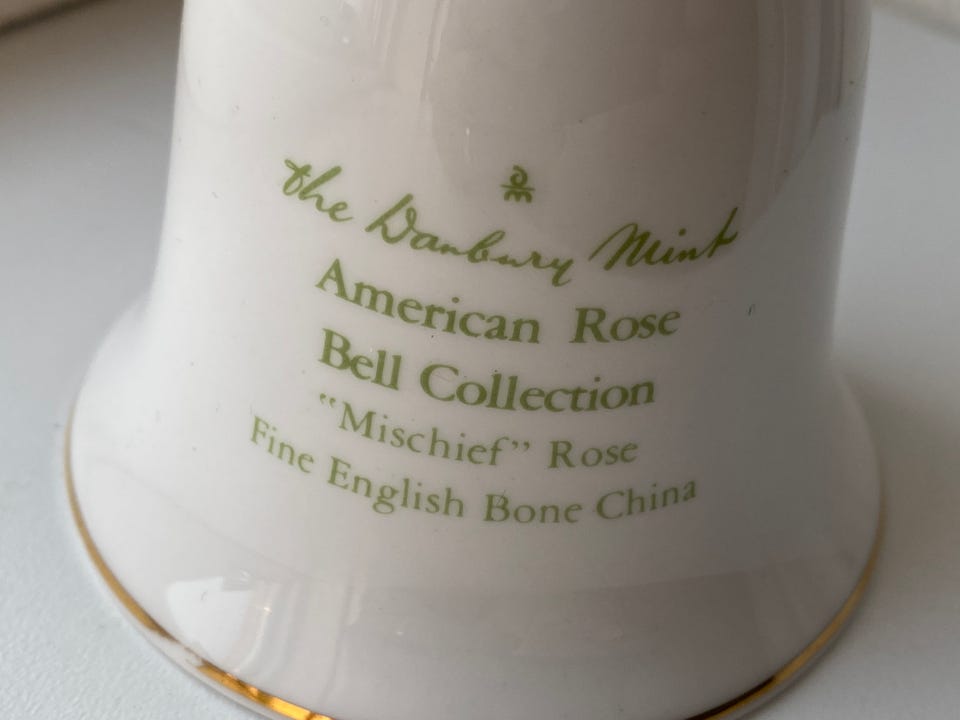 the Danbury Mint
American Rose
Bell Collection
“Mischief” Rose
Fine English Bone China